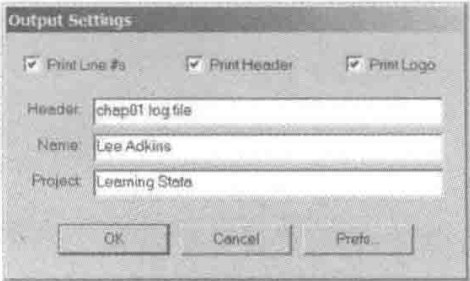 Output Settings
Print Line #s Print Header Print Logo
Header: chap01 log file
Name: Lee Adkins
Project: Learning Stata
OK Cancel Prefs...